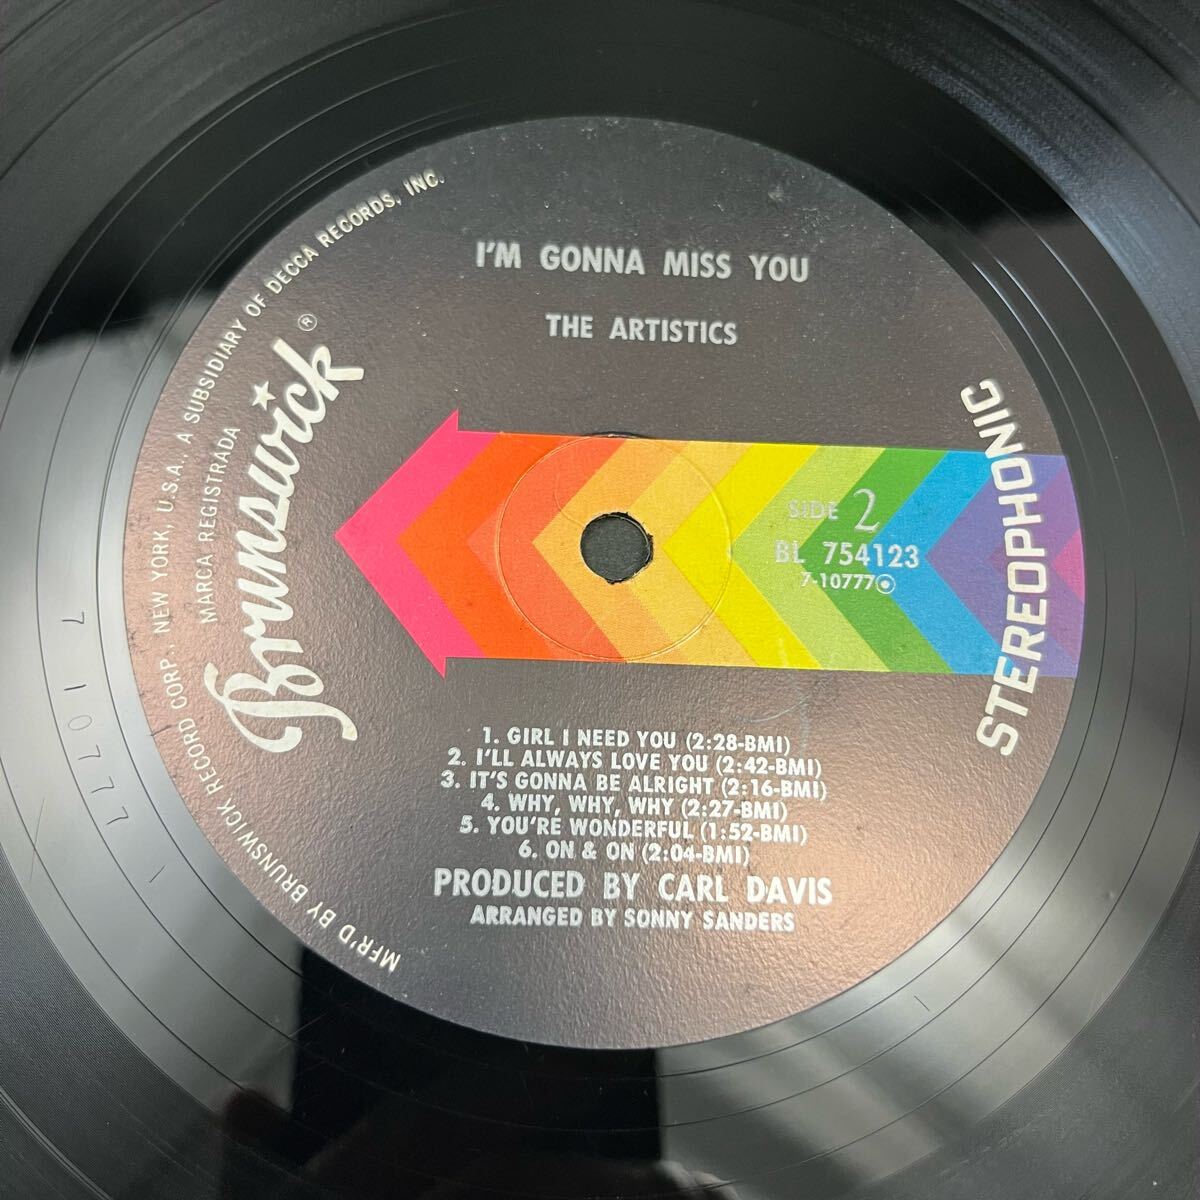 I'M GONNA MISS YOU
THE ARTISTICS
MFR'D BY BRUNSWICK RECORD CORP., NEW YORK, U.S.A., A SUBSIDIARY OF DECCA RECORDS, INC.
MARCA REGISTRADA
Brunswick ®
STEREOPHONIC
SIDE 2
BL 754123
7-10777
1. GIRL I NEED YOU (2:28-BMI)
2. I'LL ALWAYS LOVE YOU (2:42-BMI)
3. IT'S GONNA BE ALRIGHT (2:16-BMI)
4. WHY, WHY, WHY (2:27-BMI)
5. YOU'RE WONDERFUL (1:52-BMI)
6. ON & ON (2:04-BMI)
PRODUCED BY CARL DAVIS
ARRANGED BY SONNY SANDERS
7 10777